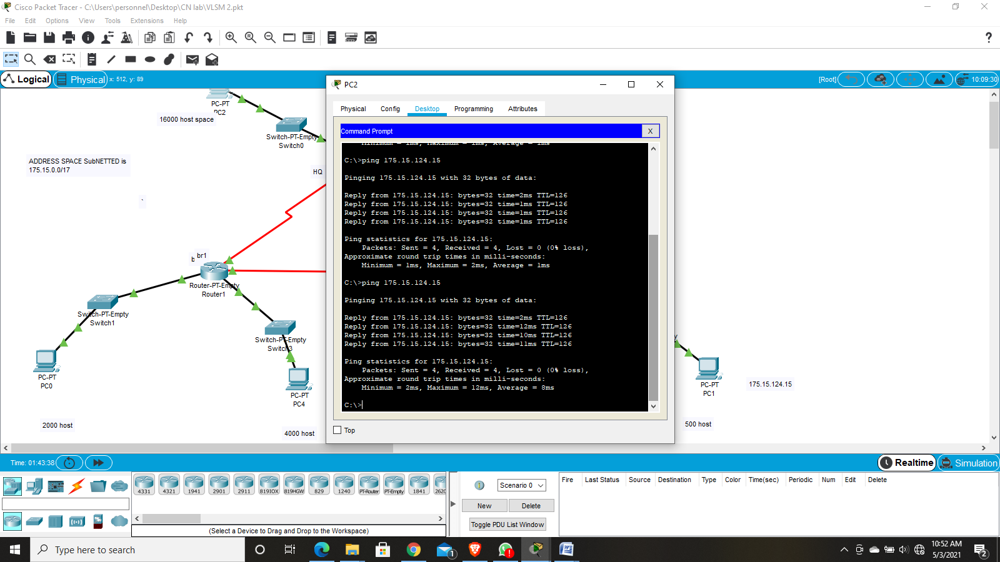 Cisco Packet Tracer - C:\Users\personnel\Desktop\CN lab\VLSM 2.pkt
File Edit Options View Tools Extensions Help
?
Logical Physical x: 512, y: 89 [Root] 10:09:30
PC-PT
PC2
16000 host space
Switch-PT-Empty
Switch0
ADDRESS SPACE SubNETTED is
175.15.0.0/17
HQ
`
br1
Router-PT-Empty
Router1
Switch-PT-Empty
Switch1
Switch-PT-Empty
Switch3
PC-PT
PC0
PC-PT
PC4
2000 host
4000 host
PC2
Physical Config Desktop Programming Attributes
Command Prompt X
Minimum = 1ms, Maximum = 1ms, Average = 1ms
C:\>ping 175.15.124.15
Pinging 175.15.124.15 with 32 bytes of data:
Reply from 175.15.124.15: bytes=32 time=2ms TTL=126
Reply from 175.15.124.15: bytes=32 time=1ms TTL=126
Reply from 175.15.124.15: bytes=32 time=1ms TTL=126
Reply from 175.15.124.15: bytes=32 time=1ms TTL=126
Ping statistics for 175.15.124.15:
Packets: Sent = 4, Received = 4, Lost = 0 (0% loss),
Approximate round trip times in milli-seconds:
Minimum = 1ms, Maximum = 2ms, Average = 1ms
C:\>ping 175.15.124.15
Pinging 175.15.124.15 with 32 bytes of data:
Reply from 175.15.124.15: bytes=32 time=2ms TTL=126
Reply from 175.15.124.15: bytes=32 time=12ms TTL=126
Reply from 175.15.124.15: bytes=32 time=10ms TTL=126
Reply from 175.15.124.15: bytes=32 time=11ms TTL=126
Ping statistics for 175.15.124.15:
Packets: Sent = 4, Received = 4, Lost = 0 (0% loss),
Approximate round trip times in milli-seconds:
Minimum = 2ms, Maximum = 12ms, Average = 8ms
C:\>
Top
y
PC-PT
PC1
175.15.124.15
500 host
Time: 01:43:38 Realtime Simulation
4331 4321 1941 2901 2911 819IOX 819HGW 829 1240 PT-Router PT-Empty 1841 2620
(Select a Device to Drag and Drop to the Workspace)
Scenario 0
New Delete
Toggle PDU List Window
Fire Last Status Source Destination Type Color Time(sec) Periodic Num Edit Delete
Type here to search
1
10:52 AM
5/3/2021
2